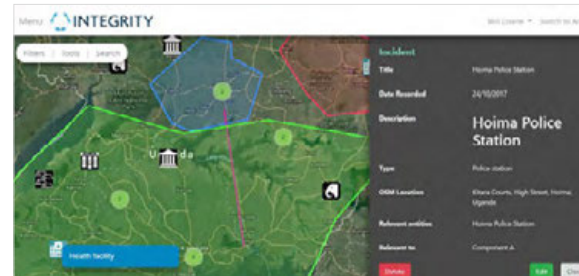 Menu INTEGRITY
Filters Tools Search
Incident
Title Hoima Police Station
Date Recorded 24/10/2017
Description Hoima Police
Station
Type Police station
OSM Location Kitara Courts, High Street, Hoima,
Uganda
Relevant entities Hoima Police Station
Relevant to Component A
Health facility
Delete Edit